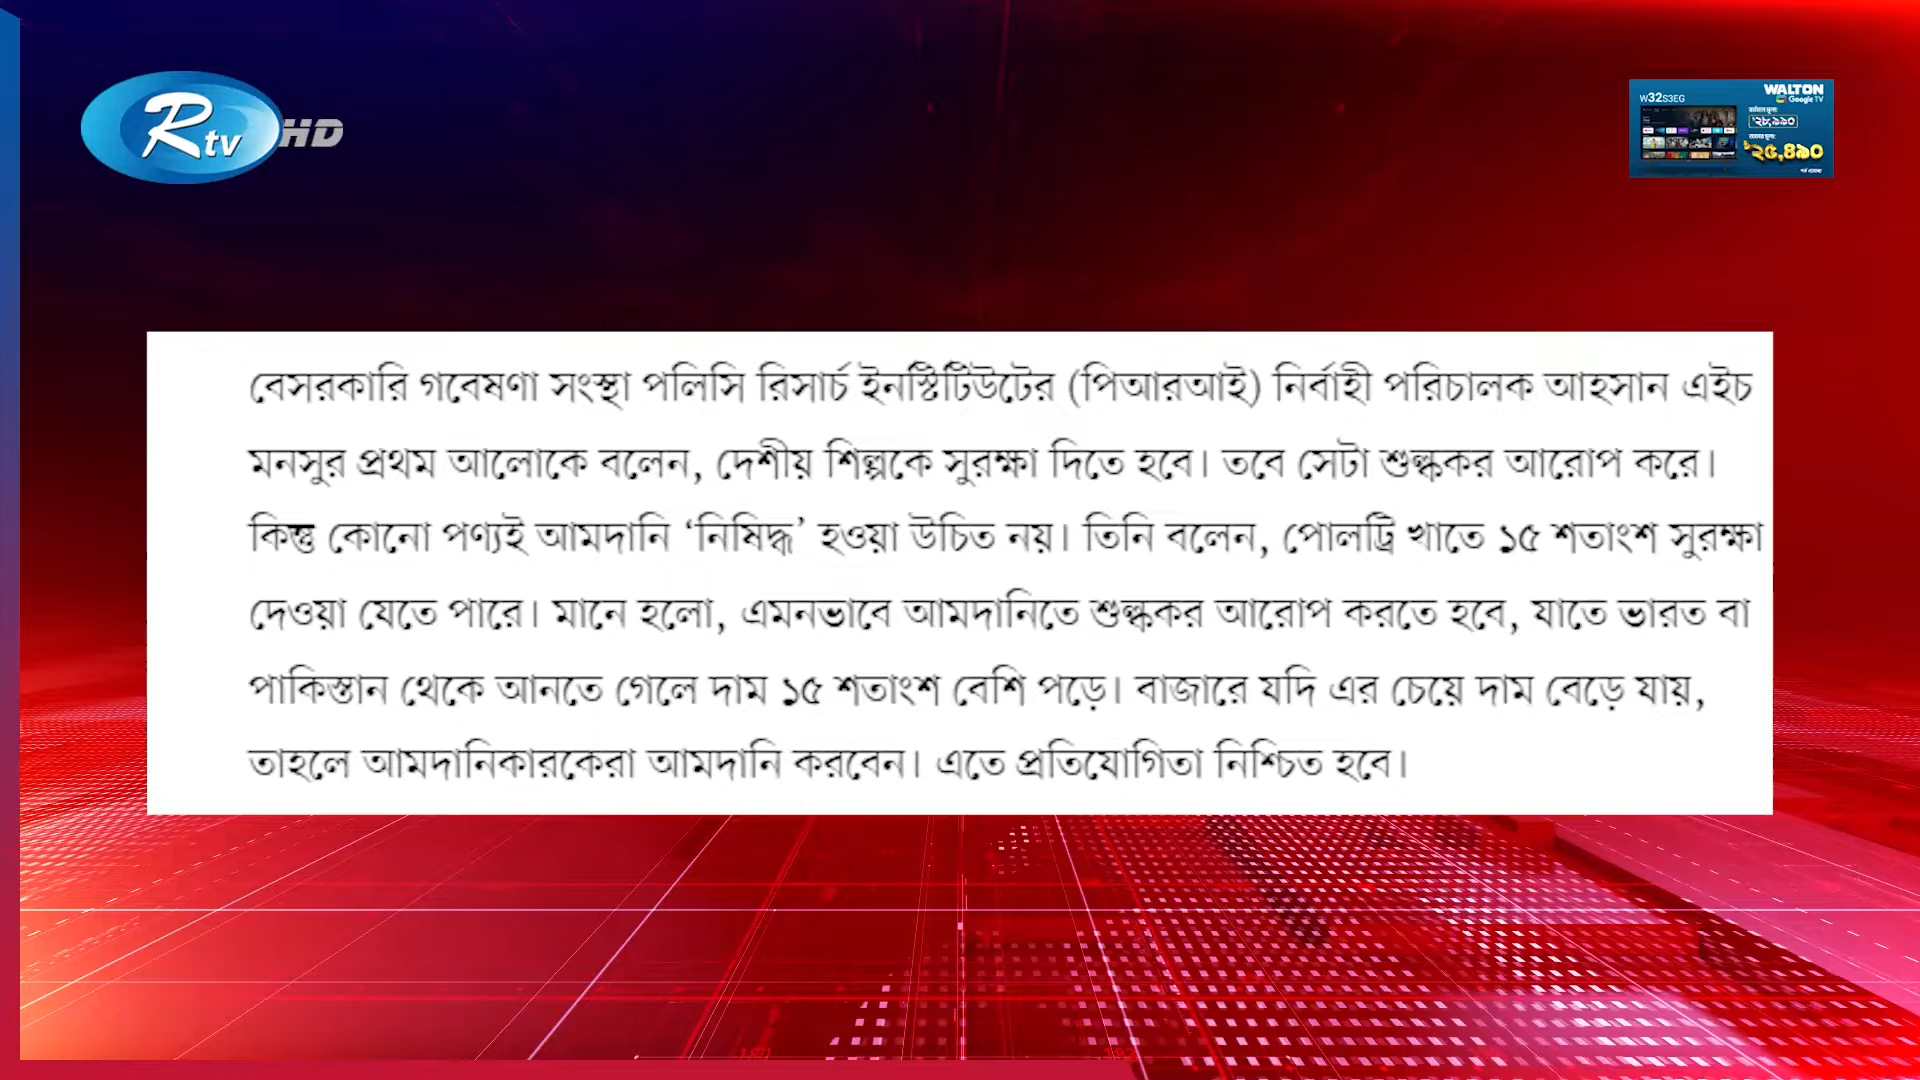 Rtv HD
WALTON
Google TV
W32S3EG
২৮,৯৯০
২৫,৪৯০
বেসরকারি গবেষণা সংস্থা পলিসি রিসার্চ ইনস্টিটিউটের (পিআরআই) নির্বাহী পরিচালক আহসান এইচ
মনসুর প্রথম আলোকে বলেন, দেশীয় শিল্পকে সুরক্ষা দিতে হবে। তবে সেটা শুল্ককর আরোপ করে।
কিন্তু কোনো পণ্যই আমদানি ‘নিষিদ্ধ’ হওয়া উচিত নয়। তিনি বলেন, পোলট্রি খাতে ১৫ শতাংশ সুরক্ষা
দেওয়া যেতে পারে। মানে হলো, এমনভাবে আমদানিতে শুল্ককর আরোপ করতে হবে, যাতে ভারত বা
পাকিস্তান থেকে আনতে গেলে দাম ১৫ শতাংশ বেশি পড়ে। বাজারে যদি এর চেয়ে দাম বেড়ে যায়,
তাহলে আমদানিকারকেরা আমদানি করবেন। এতে প্রতিযোগিতা নিশ্চিত হবে।